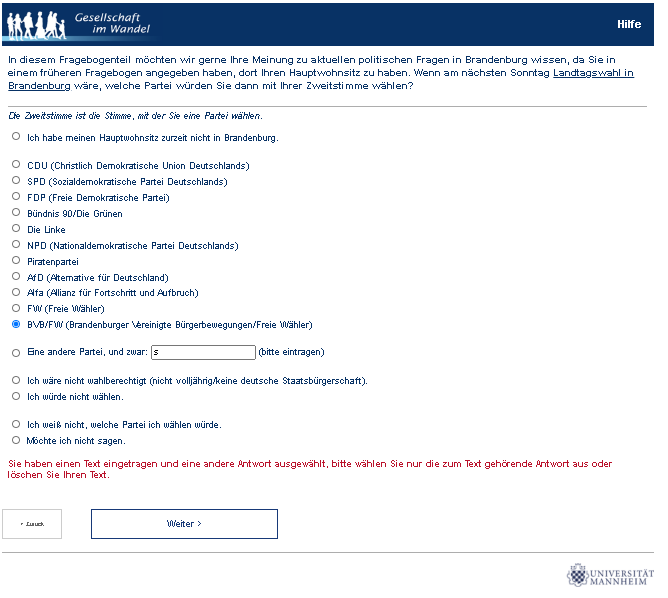 Gesellschaft
im Wandel
Hilfe
In diesem Fragebogenteil möchten wir gerne Ihre Meinung zu aktuellen politischen Fragen in Brandenburg wissen, da Sie in
einem früheren Fragebogen angegeben haben, dort Ihren Hauptwohnsitz zu haben. Wenn am nächsten Sonntag Landtagswahl in
Brandenburg wäre, welche Partei würden Sie dann mit Ihrer Zweitstimme wählen?
Die Zweitstimme ist die Stimme, mit der Sie eine Partei wählen.
Ich habe meinen Hauptwohnsitz zurzeit nicht in Brandenburg.
CDU (Christlich Demokratische Union Deutschlands)
SPD (Sozialdemokratische Partei Deutschlands)
FDP (Freie Demokratische Partei)
Bündnis 90/Die Grünen
Die Linke
NPD (Nationaldemokratische Partei Deutschlands)
Piratenpartei
AfD (Alternative für Deutschland)
Alfa (Allianz für Fortschritt und Aufbruch)
FW (Freie Wähler)
BVB/FW (Brandenburger Vereinigte Bürgerbewegungen/Freie Wähler)
Eine andere Partei, und zwar: s (bitte eintragen)
Ich wäre nicht wahlberechtigt (nicht volljährig/keine deutsche Staatsbürgerschaft).
Ich würde nicht wählen.
Ich weiß nicht, welche Partei ich wählen würde.
Möchte ich nicht sagen.
Sie haben einen Text eingetragen und eine andere Antwort ausgewählt, bitte wählen Sie nur die zum Text gehörende Antwort aus oder
löschen Sie Ihren Text.
< Zurück
Weiter >
UNIVERSITÄT
MANNHEIM